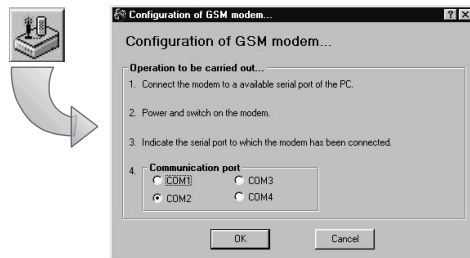 Configuration of GSM modem...
Configuration of GSM modem...
Operation to be carried out...
1. Connect the modem to a available serial port of the PC.
2. Power and switch on the modem.
3. Indicate the serial port to which the modem has been connected.
4. Communication port
COM1 COM3
COM2 COM4
OK Cancel